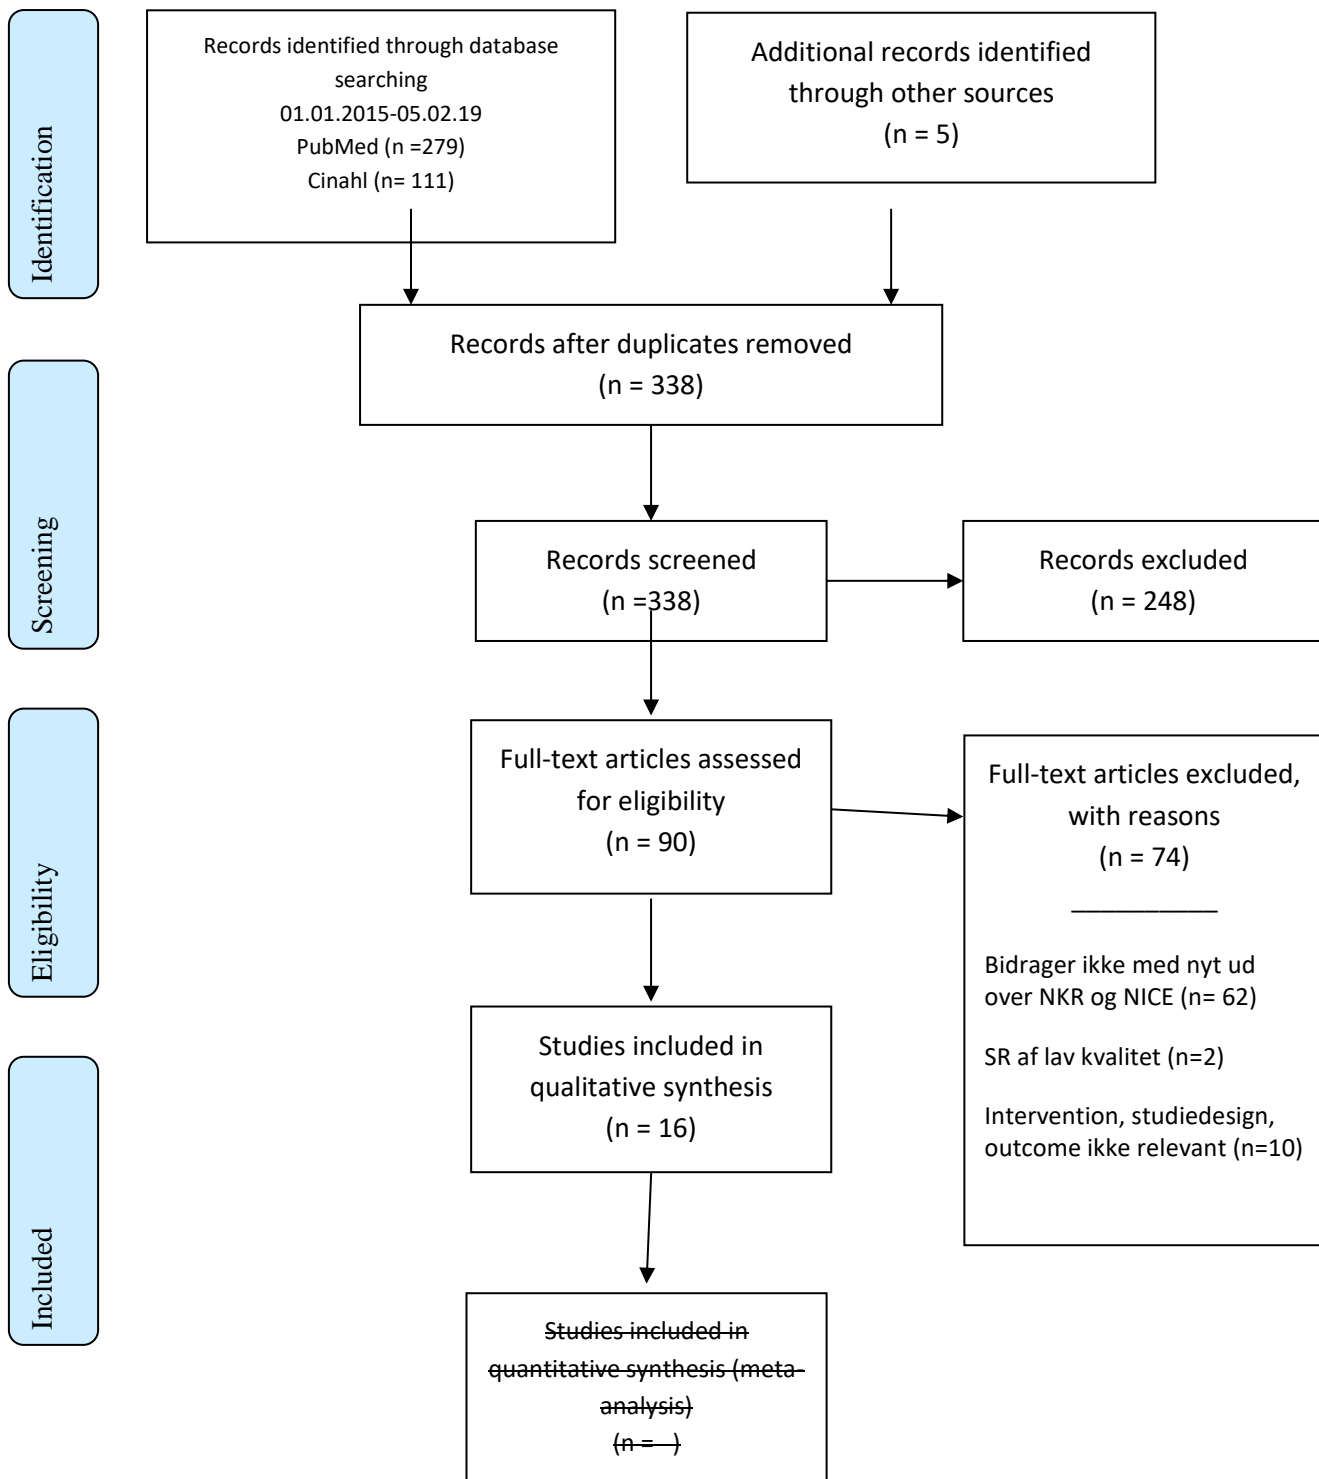 Identification
Records identified through database
searching
01.01.2015-05.02.19
PubMed (n =279)
Cinahl (n= 111)
Additional records identified
through other sources
(n = 5)
Records after duplicates removed
(n = 338)
Screening
Records screened
(n =338)
Records excluded
(n = 248)
Eligibility
Full-text articles assessed
for eligibility
(n = 90)
Full-text articles excluded,
with reasons
(n = 74)
__________
Bidrager ikke med nyt ud
over NKR og NICE (n= 62)
SR af lav kvalitet (n=2)
Intervention, studiedesign,
outcome ikke relevant (n=10)
Studies included in
qualitative synthesis
(n = 16)
Included
Studies included in
quantitative synthesis (meta-
analysis)
(n = )